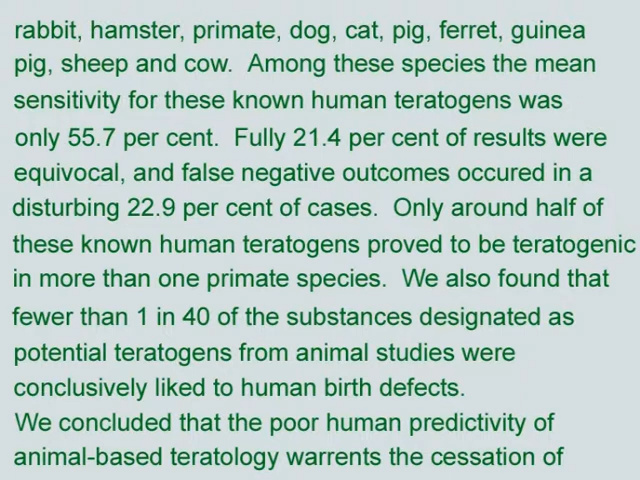 rabbit, hamster, primate, dog, cat, pig, ferret, guinea
pig, sheep and cow.  Among these species the mean
sensitivity for these known human teratogens was
only 55.7 per cent.  Fully 21.4 per cent of results were
equivocal, and false negative outcomes occured in a
disturbing 22.9 per cent of cases.  Only around half of
these known human teratogens proved to be teratogenic
in more than one primate species.  We also found that
fewer than 1 in 40 of the substances designated as
potential teratogens from animal studies were
conclusively liked to human birth defects.
We concluded that the poor human predictivity of
animal-based teratology warrents the cessation of